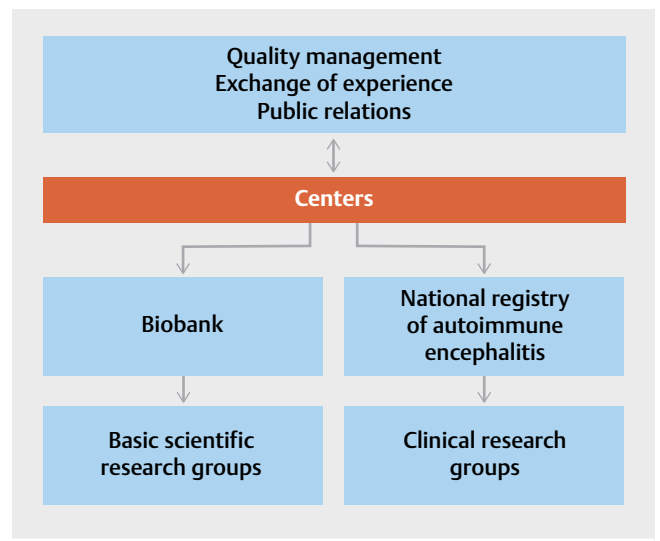 Quality management
Exchange of experience
Public relations
Centers
Biobank
National registry
of autoimmune
encephalitis
Basic scientific
research groups
Clinical research
groups